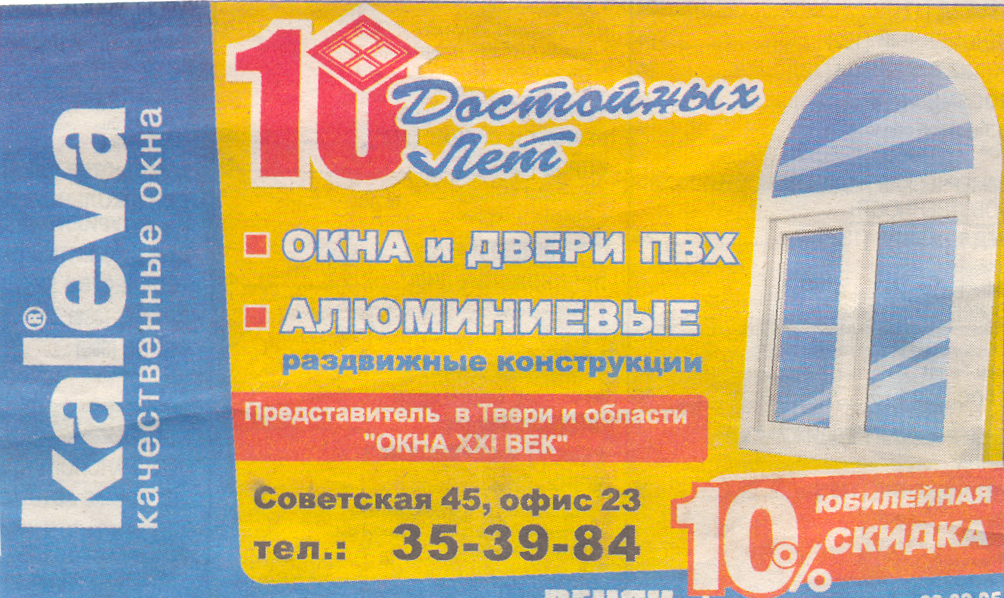 kaleva®
качественные окна
10 Достойных
Лет
ОКНА и ДВЕРИ ПВХ
АЛЮМИНИЕВЫЕ
раздвижные конструкции
Представитель в Твери и области
"ОКНА XXI ВЕК"
Советская 45, офис 23
тел.: 35-39-84
10%
ЮБИЛЕЙНАЯ
СКИДКА